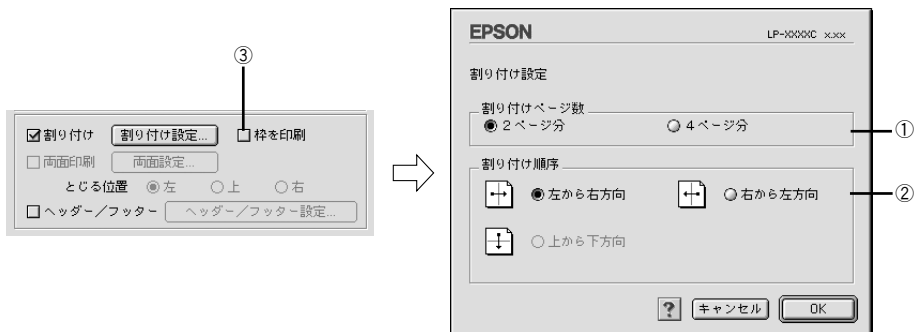 ③
☑割り付け 割り付け設定... □枠を印刷
□両面印刷 両面設定...
とじる位置 ◉左 ○上 ○右
□ヘッダー/フッター ヘッダー/フッター設定...
EPSON LP-XXXXC x.xx
割り付け設定
割り付けページ数
◉2ページ分 ○4ページ分
①
割り付け順序
◉左から右方向 ○右から左方向
②
○上から下方向
? キャンセル OK